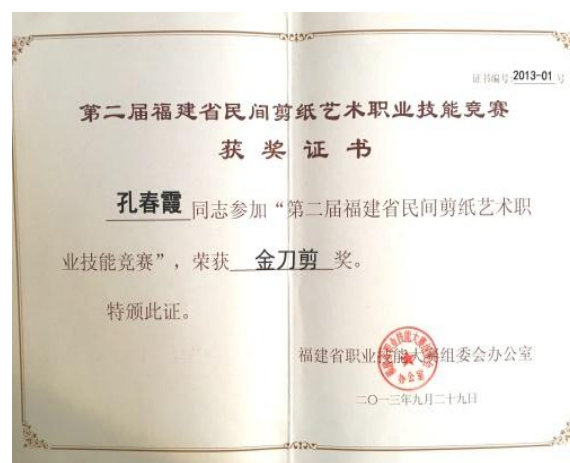 证书编号:2013-01号
第二届福建省民间剪纸艺术职业技能竞赛
获奖证书
孔春霞同志参加“第二届福建省民间剪纸艺术职
业技能竞赛”，荣获 金刀剪 奖。
特颁此证。
福建省职业技能大赛组委会办公室
二〇一三年九月二十九日